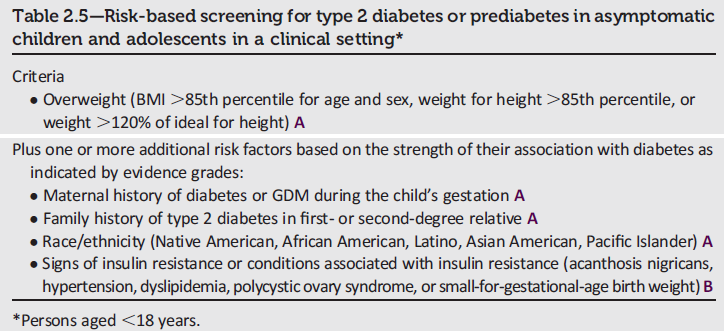 Table 2.5—Risk-based screening for type 2 diabetes or prediabetes in asymptomatic
children and adolescents in a clinical setting*
Criteria
• Overweight (BMI >85th percentile for age and sex, weight for height >85th percentile, or
weight >120% of ideal for height) A
Plus one or more additional risk factors based on the strength of their association with diabetes as
indicated by evidence grades:
• Maternal history of diabetes or GDM during the child's gestation A
• Family history of type 2 diabetes in first- or second-degree relative A
• Race/ethnicity (Native American, African American, Latino, Asian American, Pacific Islander) A
• Signs of insulin resistance or conditions associated with insulin resistance (acanthosis nigricans,
hypertension, dyslipidemia, polycystic ovary syndrome, or small-for-gestational-age birth weight) B
*Persons aged <18 years.